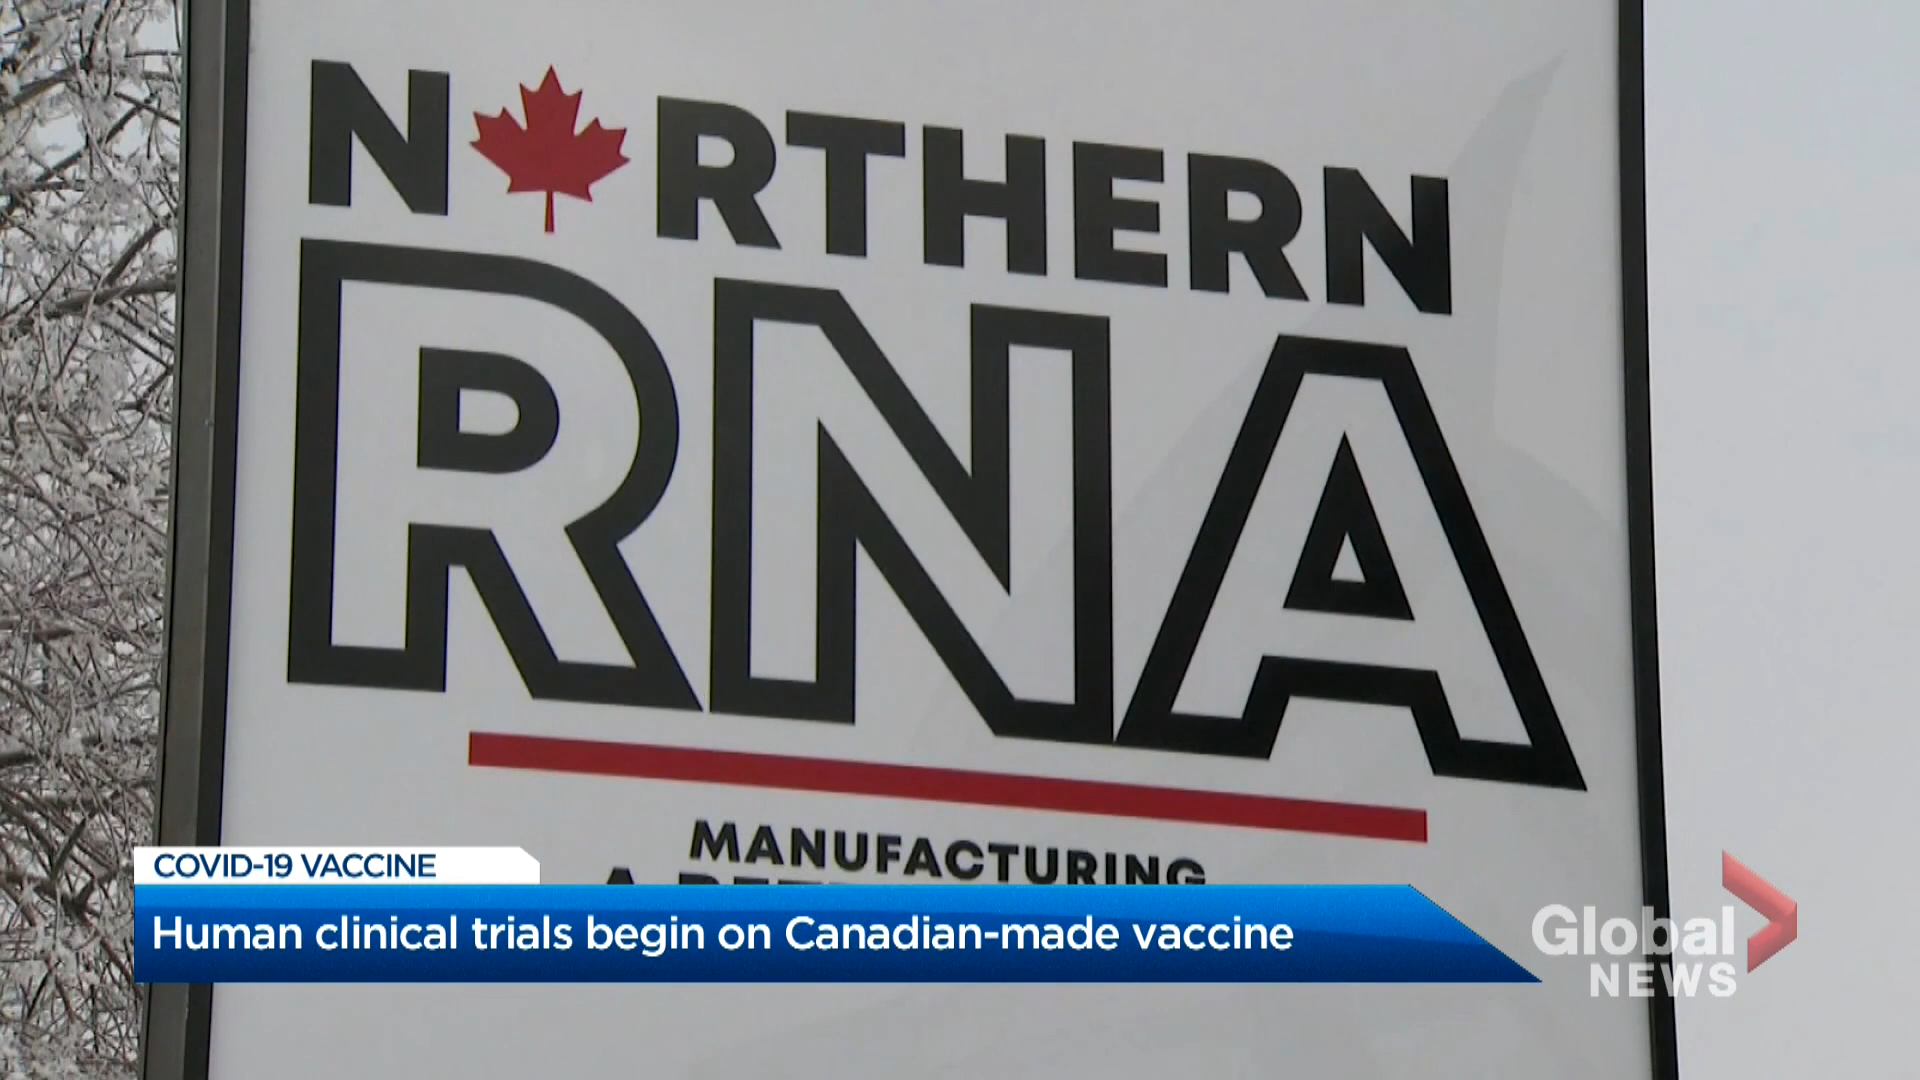 N RTHERN
RNA
MANUFACTURING
A
COVID-19 VACCINE
Human clinical trials begin on Canadian-made vaccine
Global
NEWS